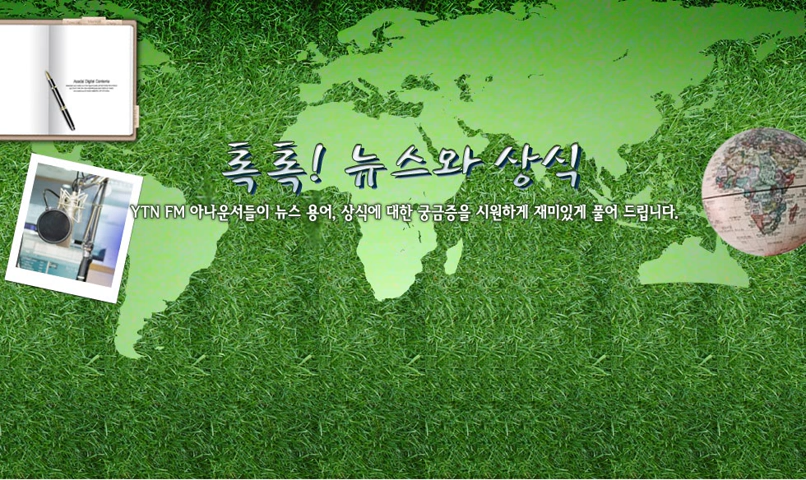 톡톡! 뉴스와 상식
YTN FM 아나운서들이 뉴스 용어, 상식에 대한 궁금증을 시원하게 재미있게 풀어 드립니다.